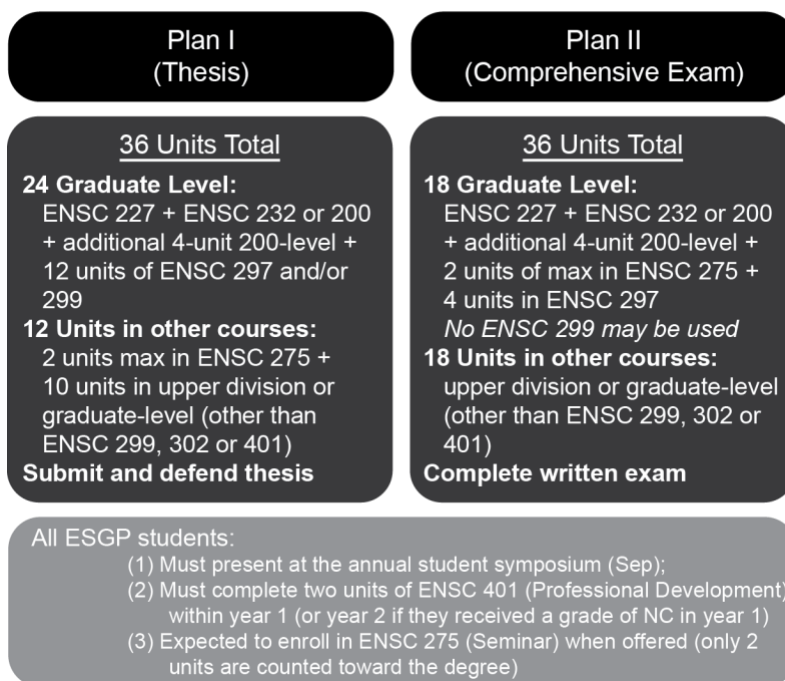 Plan I
(Thesis)
36 Units Total
24 Graduate Level:
ENSC 227 + ENSC 232 or 200
+ additional 4-unit 200-level +
12 units of ENSC 297 and/or
299
12 Units in other courses:
2 units max in ENSC 275 +
10 units in upper division or
graduate-level (other than
ENSC 299, 302 or 401)
Submit and defend thesis
Plan II
(Comprehensive Exam)
36 Units Total
18 Graduate Level:
ENSC 227 + ENSC 232 or 200
+ additional 4-unit 200-level +
2 units of max in ENSC 275 +
4 units in ENSC 297
No ENSC 299 may be used
18 Units in other courses:
upper division or graduate-level
(other than ENSC 299, 302 or
401)
Complete written exam
All ESGP students:
(1) Must present at the annual student symposium (Sep);
(2) Must complete two units of ENSC 401 (Professional Development)
within year 1 (or year 2 if they received a grade of NC in year 1)
(3) Expected to enroll in ENSC 275 (Seminar) when offered (only 2
units are counted toward the degree)